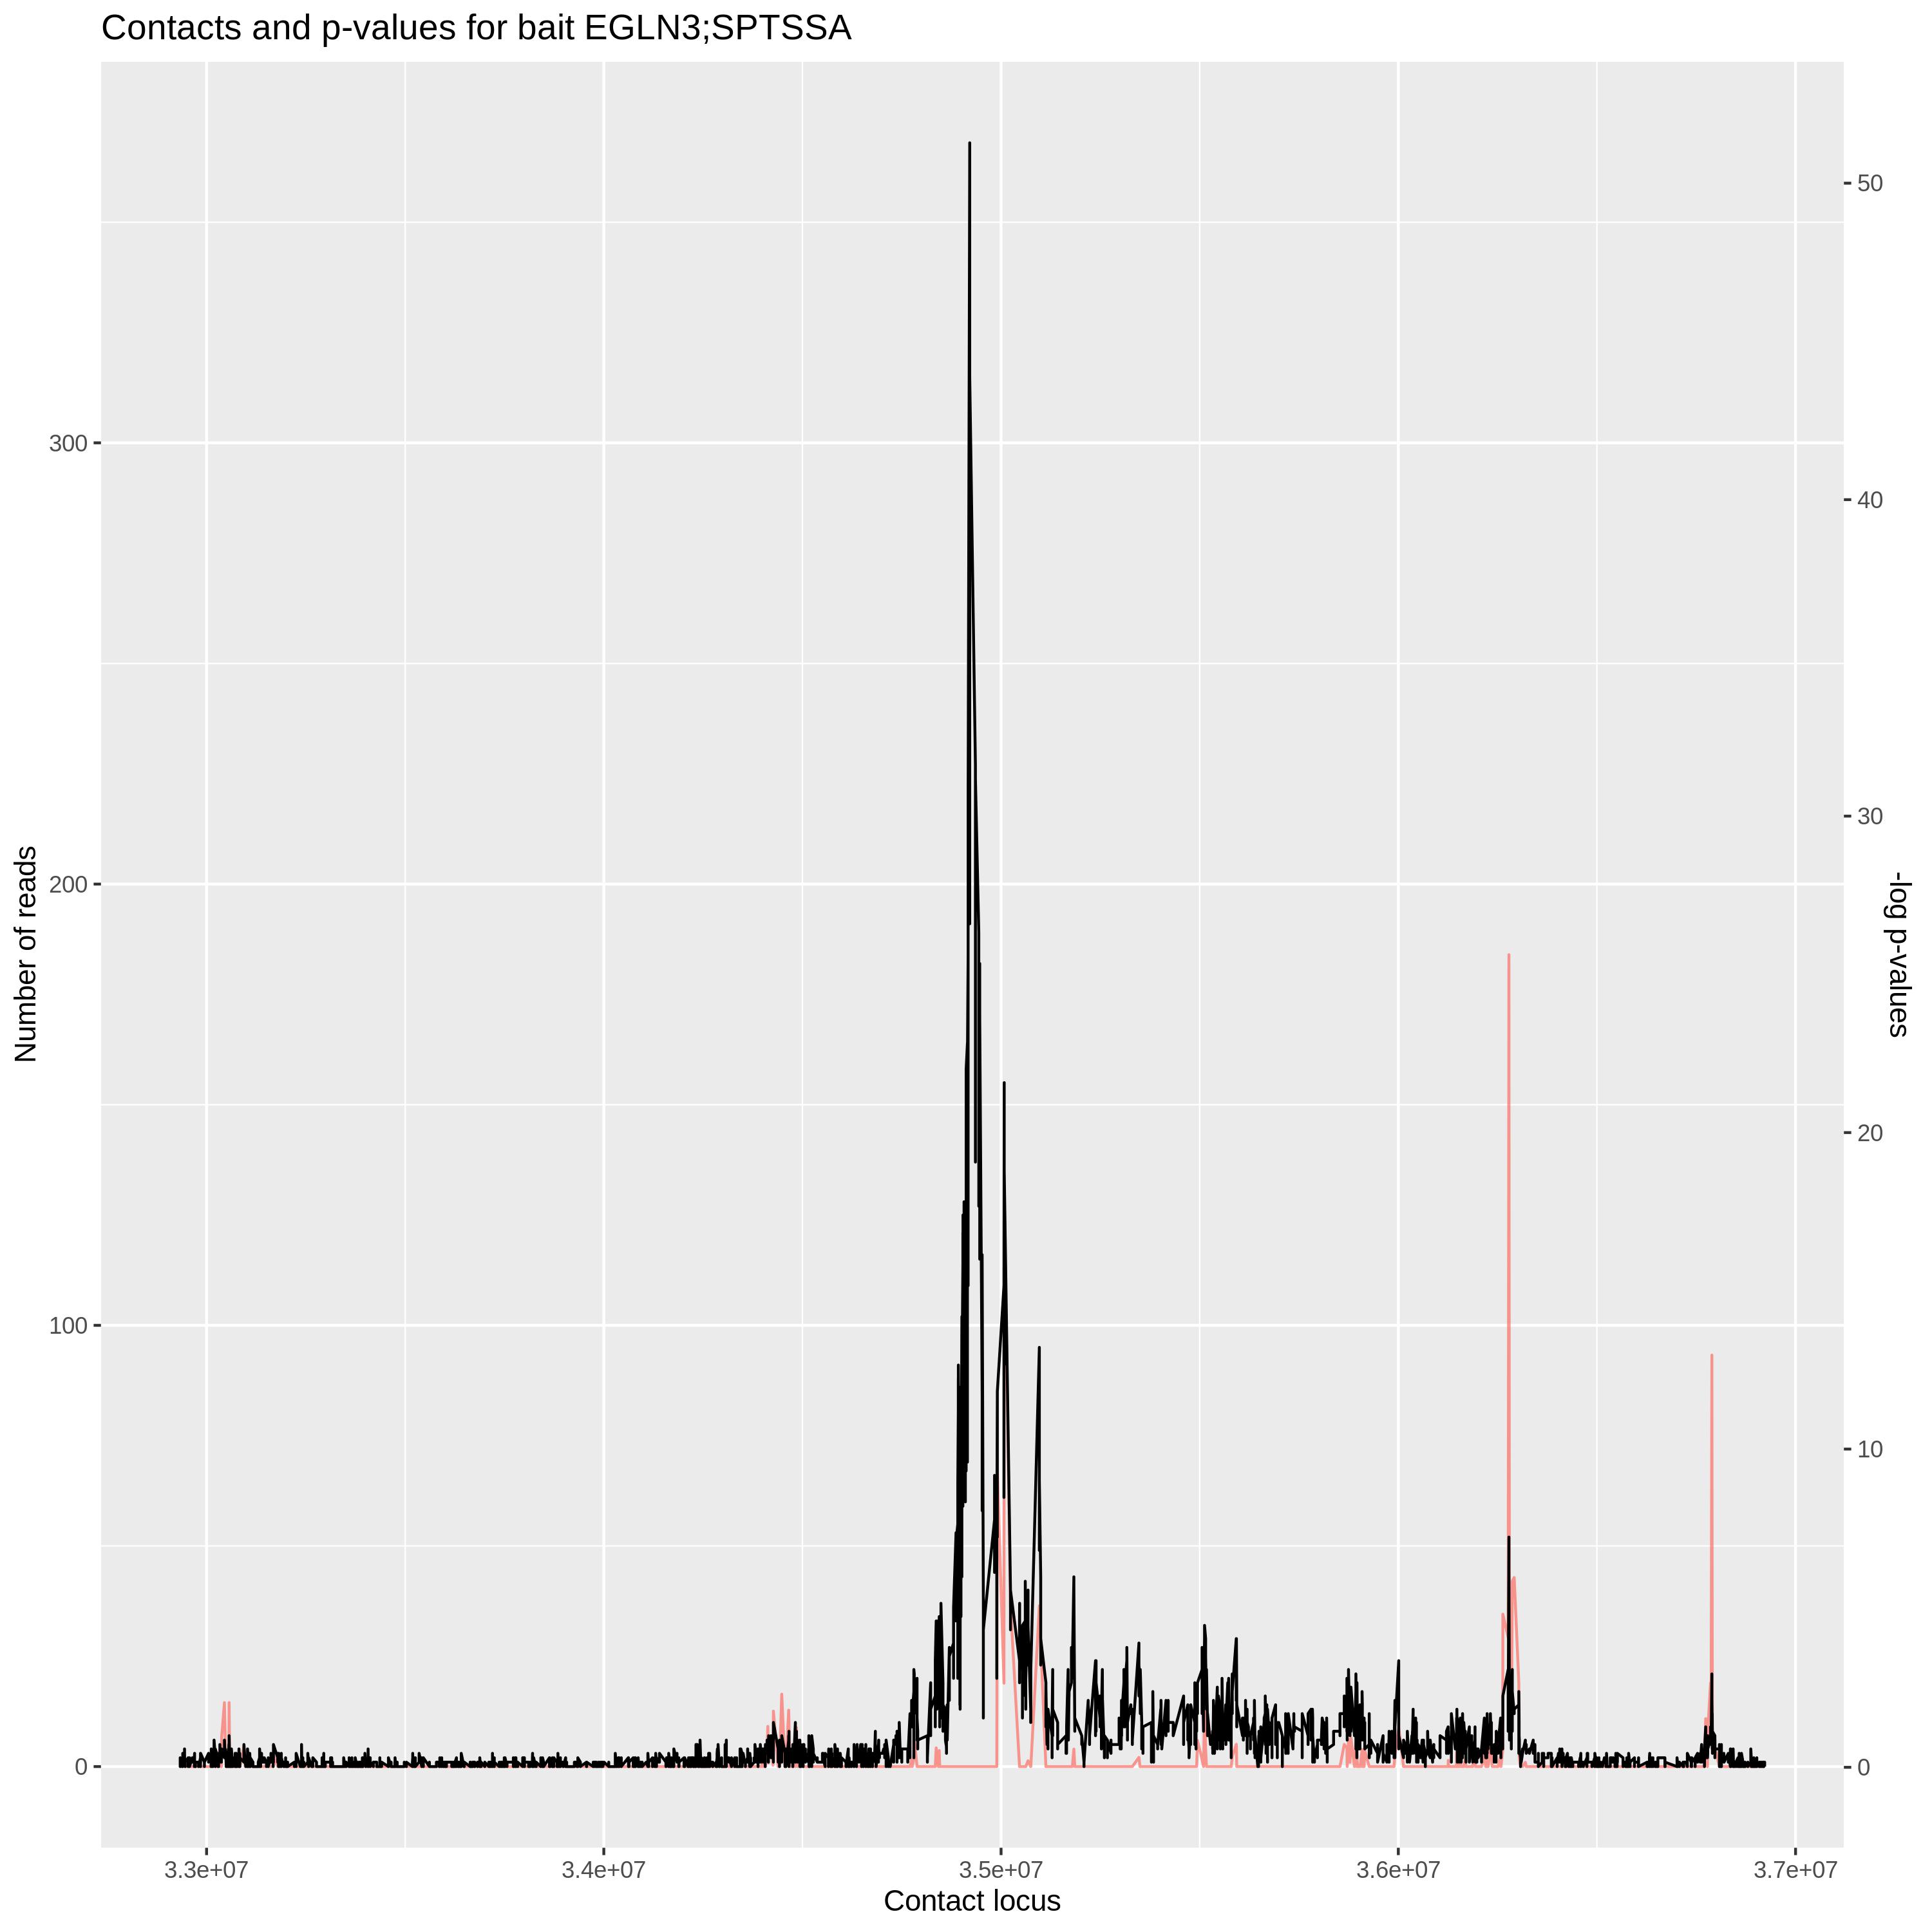 Contacts and p-values for bait EGLN3;SPTSSA
Number of reads
300
200
100
0
50
40
30
20
10
0
-log p-values
3.3e+07 3.4e+07 3.5e+07 3.6e+07 3.7e+07
Contact locus